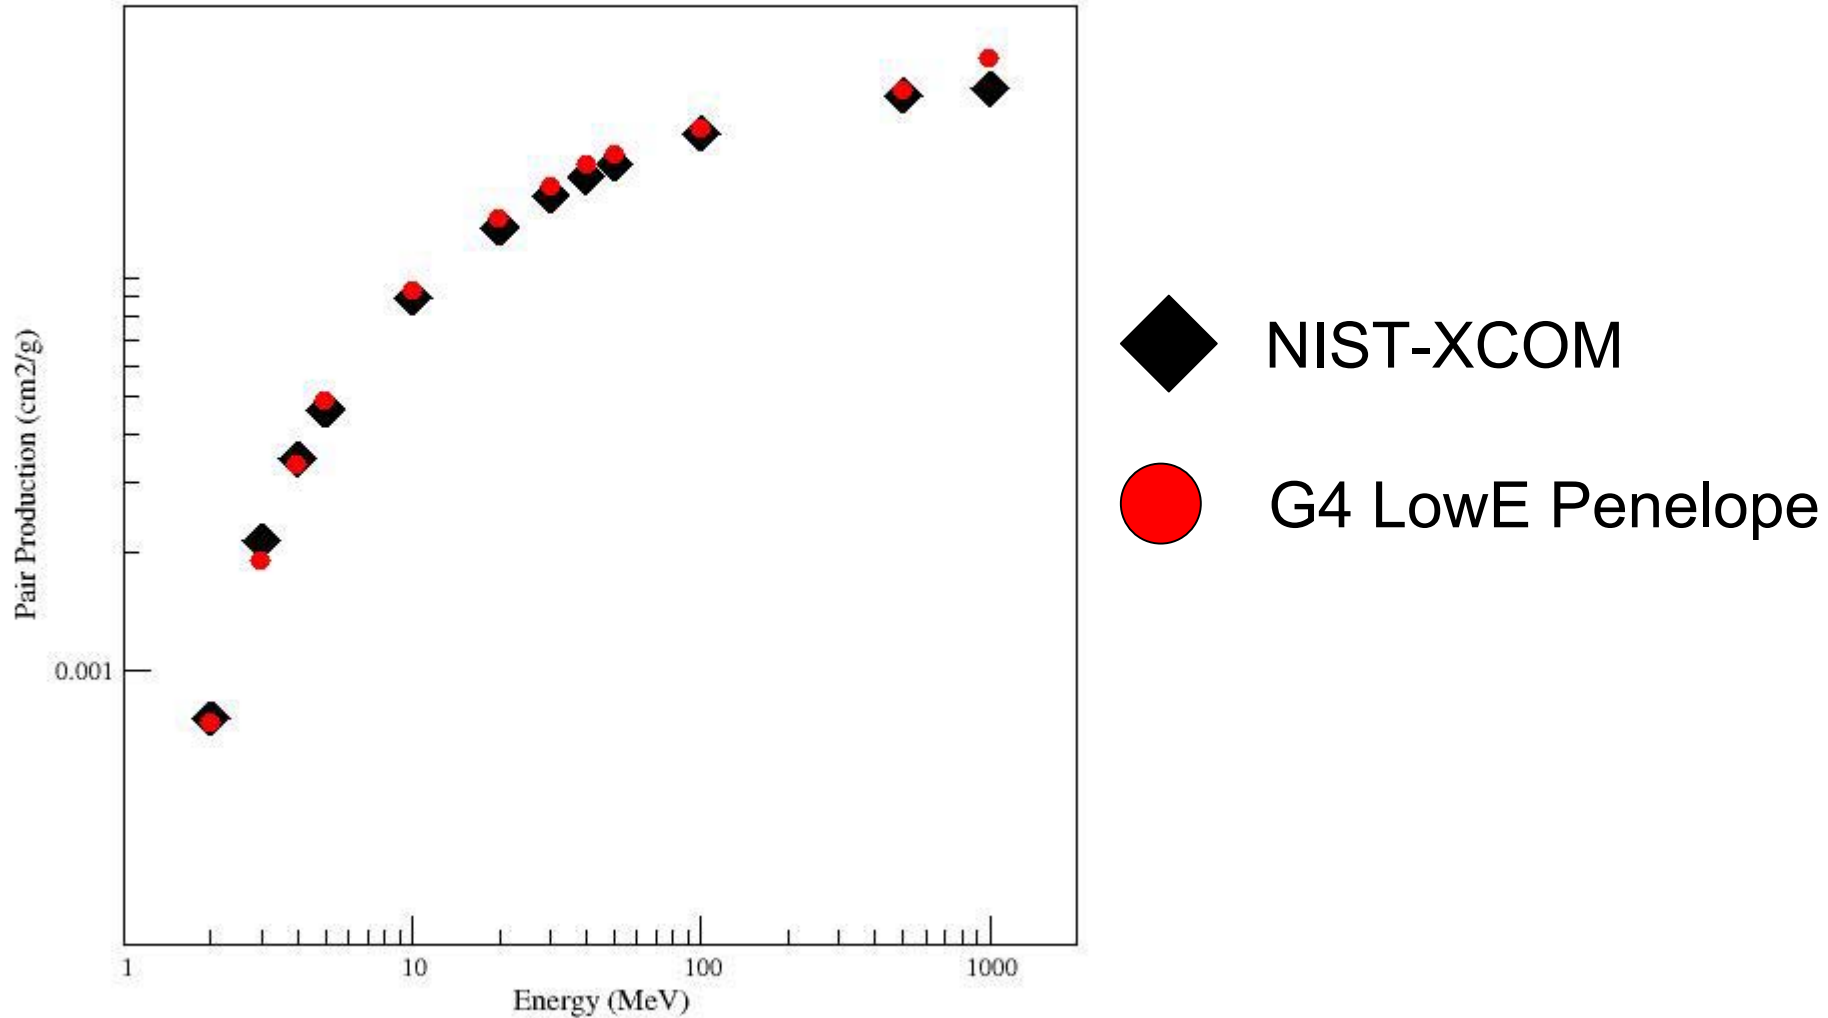 Pair Production (cm2/g)
0.001
1
10
100
1000
Energy (MeV)
NIST-XCOM
G4 LowE Penelope